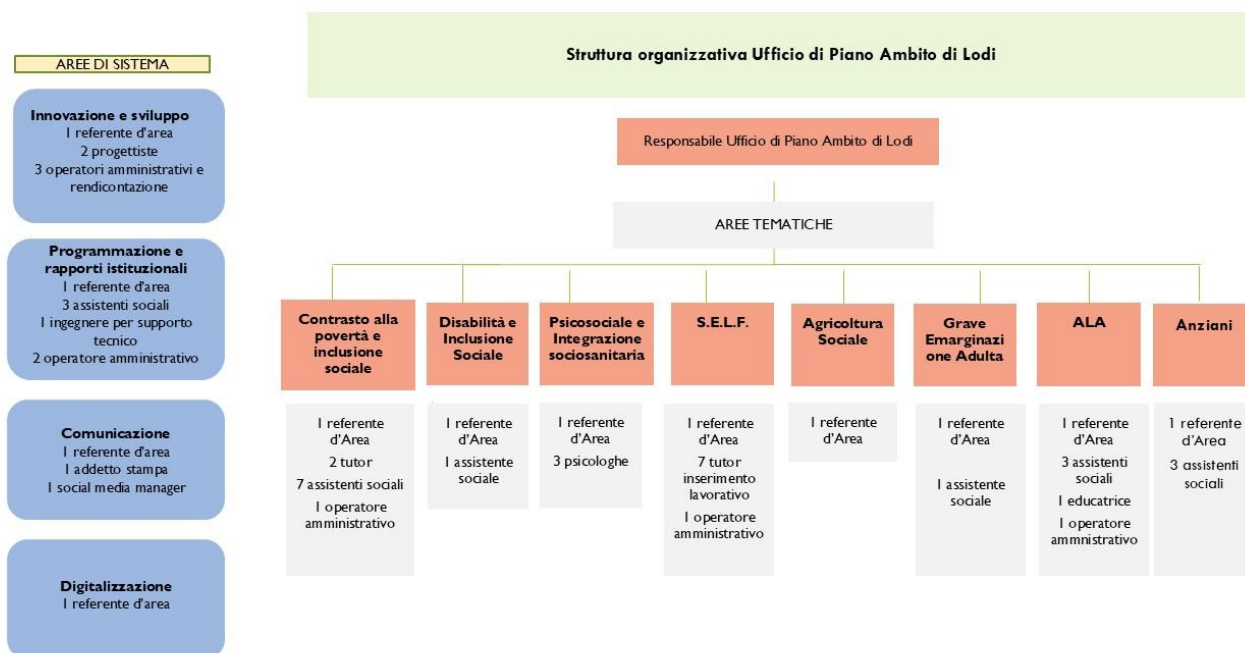 Struttura organizzativa Ufficio di Piano Ambito di Lodi
AREE DI SISTEMA
Innovazione e sviluppo
1 referente d'area
2 progettiste
3 operatori amministrativi e
rendicontazione
Programmazione e
rapporti istituzionali
1 referente d'area
3 assistenti sociali
1 ingegnere per supporto
tecnico
2 operatore amministrativo
Comunicazione
1 referente d'area
1 addetto stampa
1 social media manager
Digitalizzazione
1 referente d'area
Responsabile Ufficio di Piano Ambito di Lodi
AREE TEMATICHE
Contrasto alla
povertà e
inclusione
sociale
1 referente
d'Area
2 tutor
7 assistenti sociali
1 operatore
amministrativo
Disabilità e
Inclusione
Sociale
1 referente
d'Area
1 assistente
sociale
Psicosociale e
Integrazione
sociosanitaria
1 referente
d'Area
3 psicologhe
S.E.L.F.
1 referente
d'Area
7 tutor
inserimento
lavorativo
1 operatore
amministrativo
Agricoltura
Sociale
1 referente
d'Area
Grave
Emarginazi
one Adulta
1 referente
d'Area
1 assistente
sociale
ALA
1 referente
d'Area
3 assistenti
sociali
1 educatrice
1 operatore
ammnistrativo
Anziani
1 referente
d'Area
3 assistenti
sociali